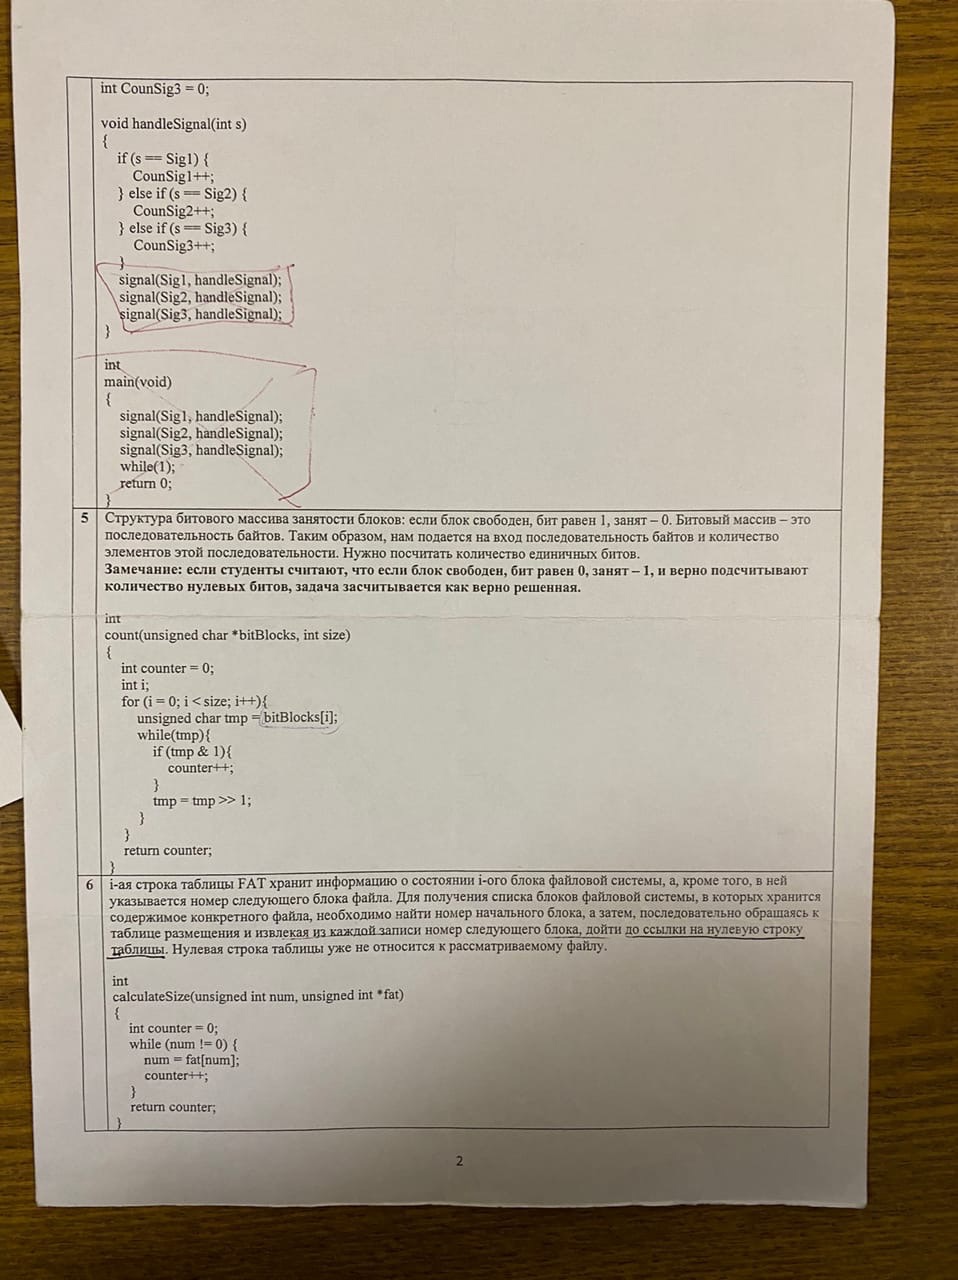 int CounSig3 = 0;
void handleSignal(int s)
{
if (s == Sig1) {
CounSig1++;
} else if (s == Sig2) {
CounSig2++;
} else if (s == Sig3) {
CounSig3++;
}
signal(Sig1, handleSignal);
signal(Sig2, handleSignal);
signal(Sig3, handleSignal);
}
int
main(void)
{
signal(Sig1, handleSignal);
signal(Sig2, handleSignal);
signal(Sig3, handleSignal);
while(1);
return 0;
}
5 Структура битового массива занятости блоков: если блок свободен, бит равен 1, занят – 0. Битовый массив – это
последовательность байтов. Таким образом, нам подается на вход последовательность байтов и количество
элементов этой последовательности. Нужно посчитать количество единичных битов.
Замечание: если студенты считают, что если блок свободен, бит равен 0, занят – 1, и верно подсчитывают
количество нулевых битов, задача засчитывается как верно решенная.
int
count(unsigned char *bitBlocks, int size)
{
int counter = 0;
int i;
for (i = 0; i < size; i++){
unsigned char tmp = bitBlocks[i];
while(tmp){
if (tmp & 1){
counter++;
}
tmp = tmp >> 1;
}
}
return counter;
}
6 i-ая строка таблицы FAT хранит информацию о состоянии i-ого блока файловой системы, а, кроме того, в ней
указывается номер следующего блока файла. Для получения списка блоков файловой системы, в которых хранится
содержимое конкретного файла, необходимо найти номер начального блока, а затем, последовательно обращаясь к
таблице размещения и извлекая из каждой записи номер следующего блока, дойти до ссылки на нулевую строку
таблицы. Нулевая строка таблицы уже не относится к рассматриваемому файлу.
int
calculateSize(unsigned int num, unsigned int *fat)
{
int counter = 0;
while (num != 0) {
num = fat[num];
counter++;
}
return counter;
}
2